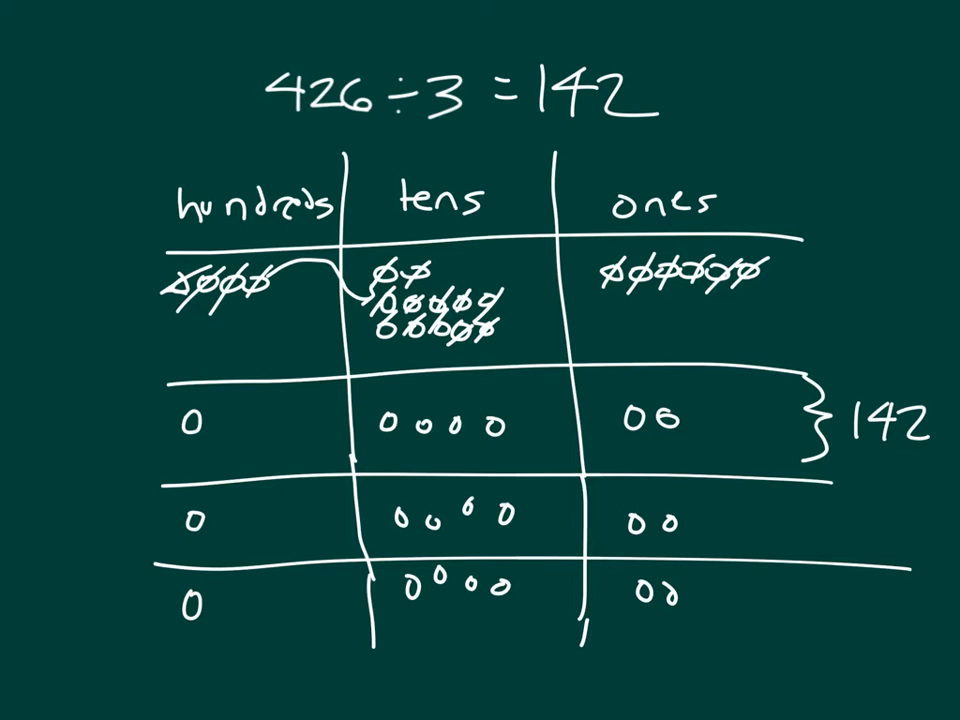 426 ÷ 3 = 142
hundreds tens ones
142